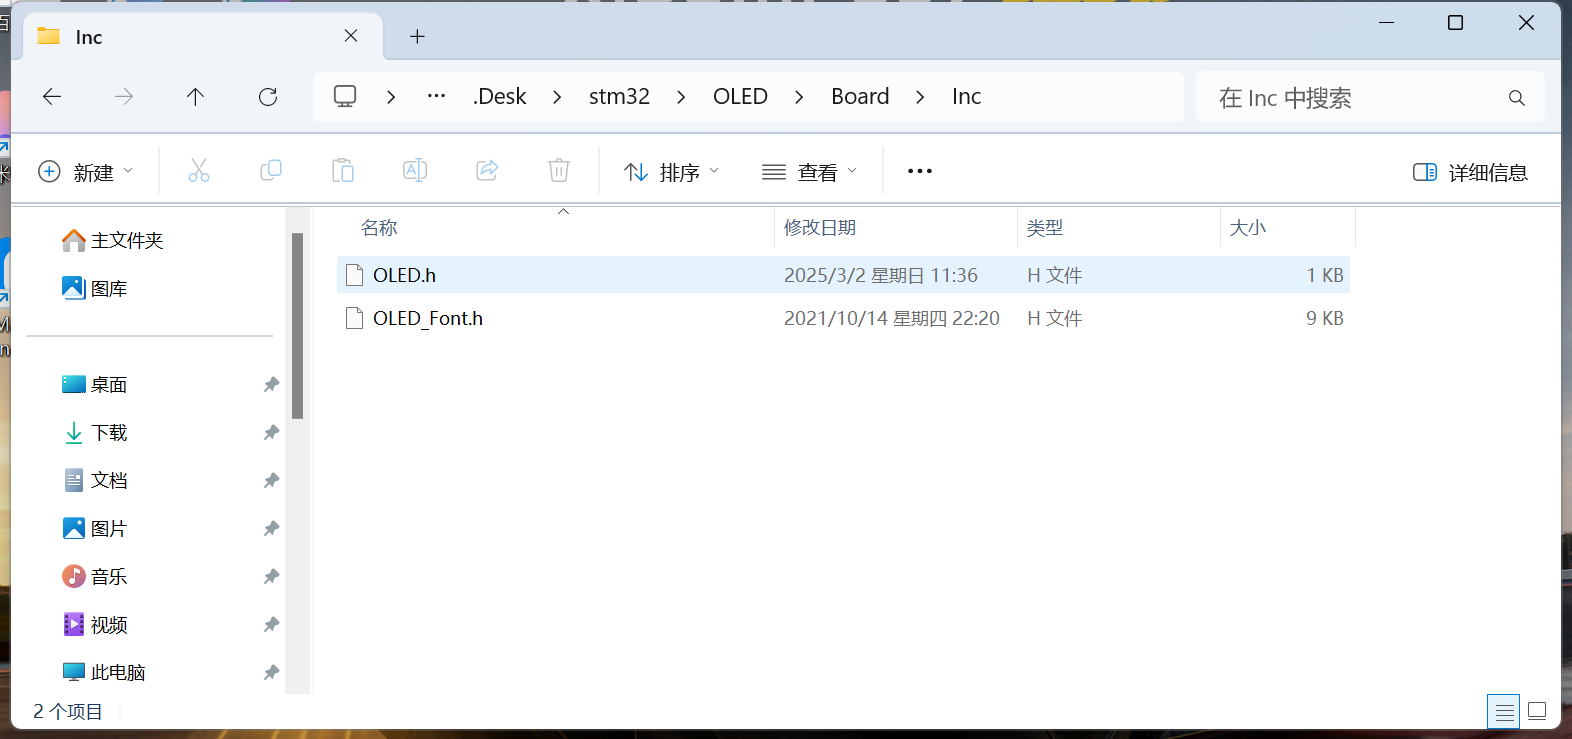 Inc
.Desk
stm32
OLED
Board
Inc
在 Inc 中搜索
新建
排序
查看
详细信息
名称
修改日期
类型
大小
主文件夹
图库
桌面
下载
文档
图片
音乐
视频
此电脑
OLED.h 2025/3/2 星期日 11:36 H 文件 1 KB
OLED_Font.h 2021/10/14 星期四 22:20 H 文件 9 KB
2 个项目